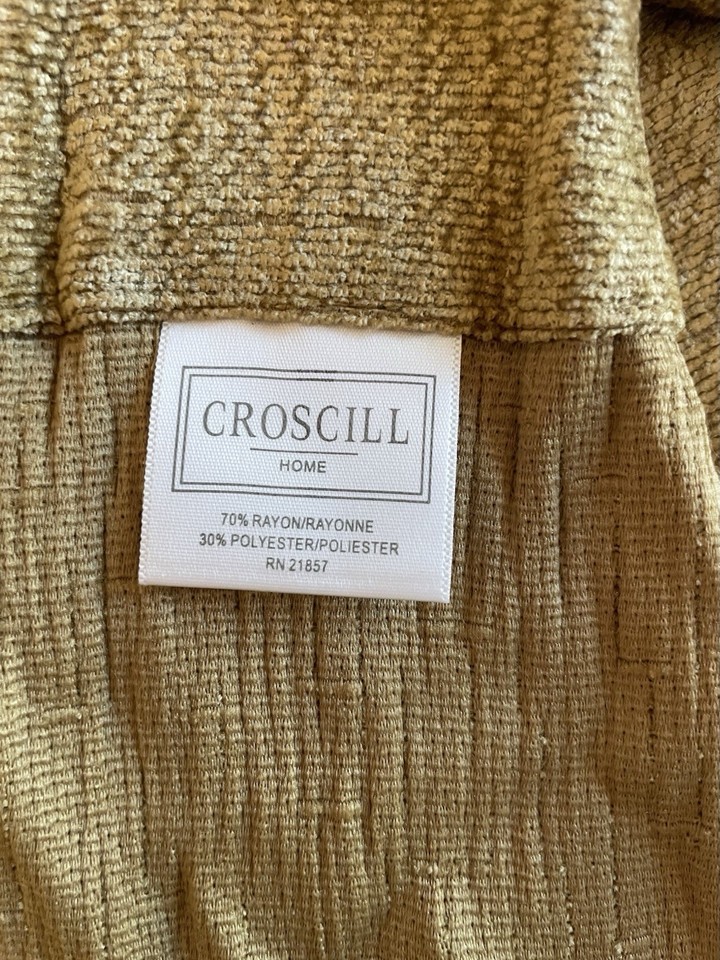 CROSCILL
HOME
70% RAYON/RAYONNE
30% POLYESTER/POLIESTER
RN 21857